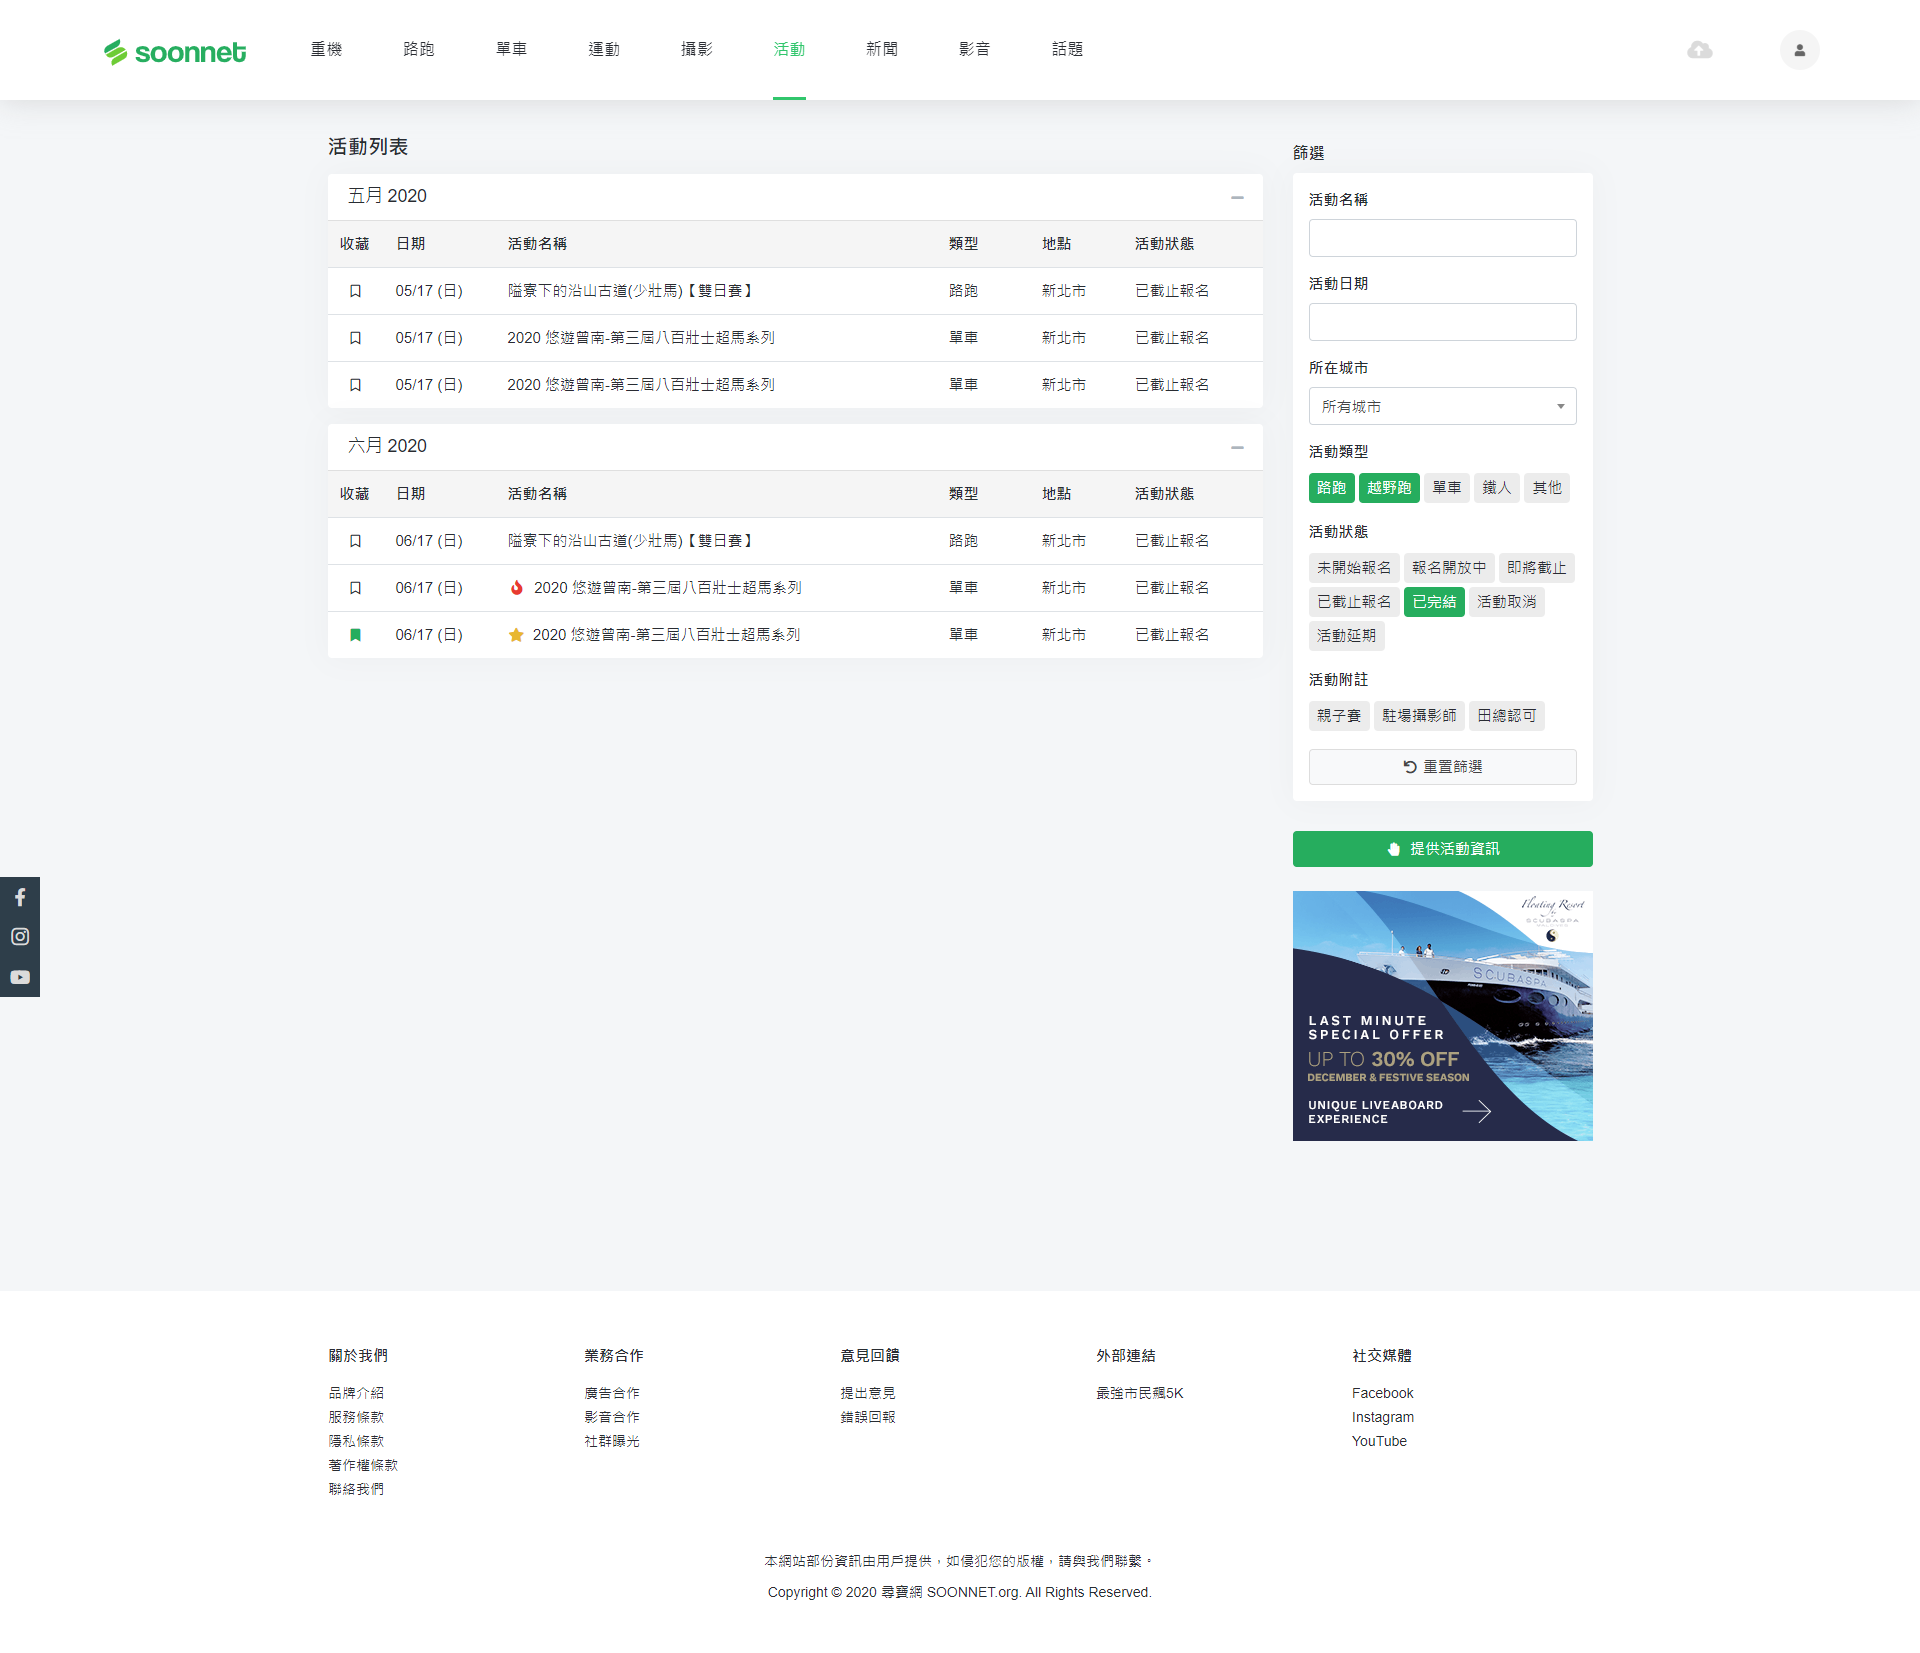 soonnet 重機 路跑 單車 運動 攝影 活動 新聞 影音 話題
活動列表
五月 2020
收藏 日期 活動名稱 類型 地點 活動狀態
05/17 (日) 隘寮下的沿山古道(少壯馬)【雙日賽】 路跑 新北市 已截止報名
05/17 (日) 2020 悠遊曾南-第三屆八百壯士超馬系列 單車 新北市 已截止報名
05/17 (日) 2020 悠遊曾南-第三屆八百壯士超馬系列 單車 新北市 已截止報名
六月 2020
收藏 日期 活動名稱 類型 地點 活動狀態
06/17 (日) 隘寮下的沿山古道(少壯馬)【雙日賽】 路跑 新北市 已截止報名
06/17 (日) 2020 悠遊曾南-第三屆八百壯士超馬系列 單車 新北市 已截止報名
06/17 (日) 2020 悠遊曾南-第三屆八百壯士超馬系列 單車 新北市 已截止報名
篩選
活動名稱
活動日期
所在城市
所有城市
活動類型
路跑 越野跑 單車 鐵人 其他
活動狀態
未開始報名 報名開放中 即將截止
已截止報名 已完結 活動取消
活動延期
活動附註
親子賽 駐場攝影師 田總認可
重置篩選
提供活動資訊
Floating Resort
by
SCUBASPA
SCUBASPA
LAST MINUTE
SPECIAL OFFER
UP TO 30% OFF
DECEMBER & FESTIVE SEASON
UNIQUE LIVEABOARD
EXPERIENCE
關於我們
品牌介紹
服務條款
隱私條款
著作權條款
聯絡我們
業務合作
廣告合作
影音合作
社群曝光
意見回饋
提出意見
錯誤回報
外部連結
最強市民飆5K
社交媒體
Facebook
Instagram
YouTube
本網站部份資訊由用戶提供，如侵犯您的版權，請與我們聯繫。
Copyright © 2020 尋寶網 SOONNET.org. All Rights Reserved.